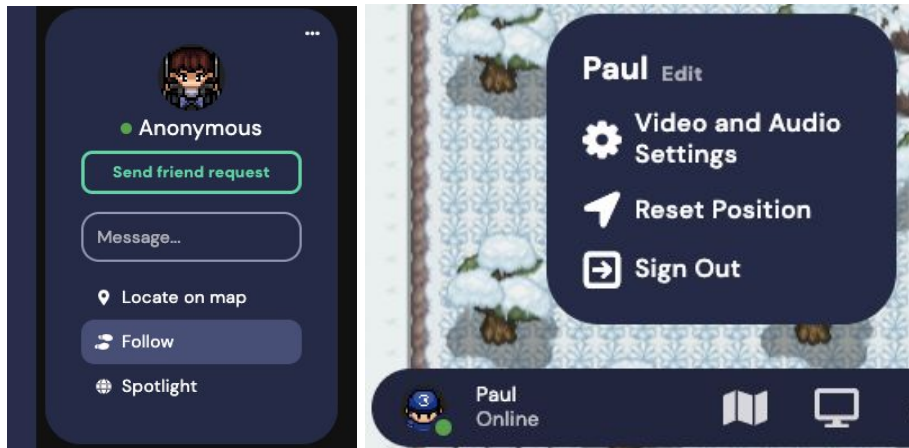 Anonymous
Send friend request
Message...
Locate on map
Follow
Spotlight
Paul Edit
Video and Audio
Settings
Reset Position
Sign Out
Paul
Online